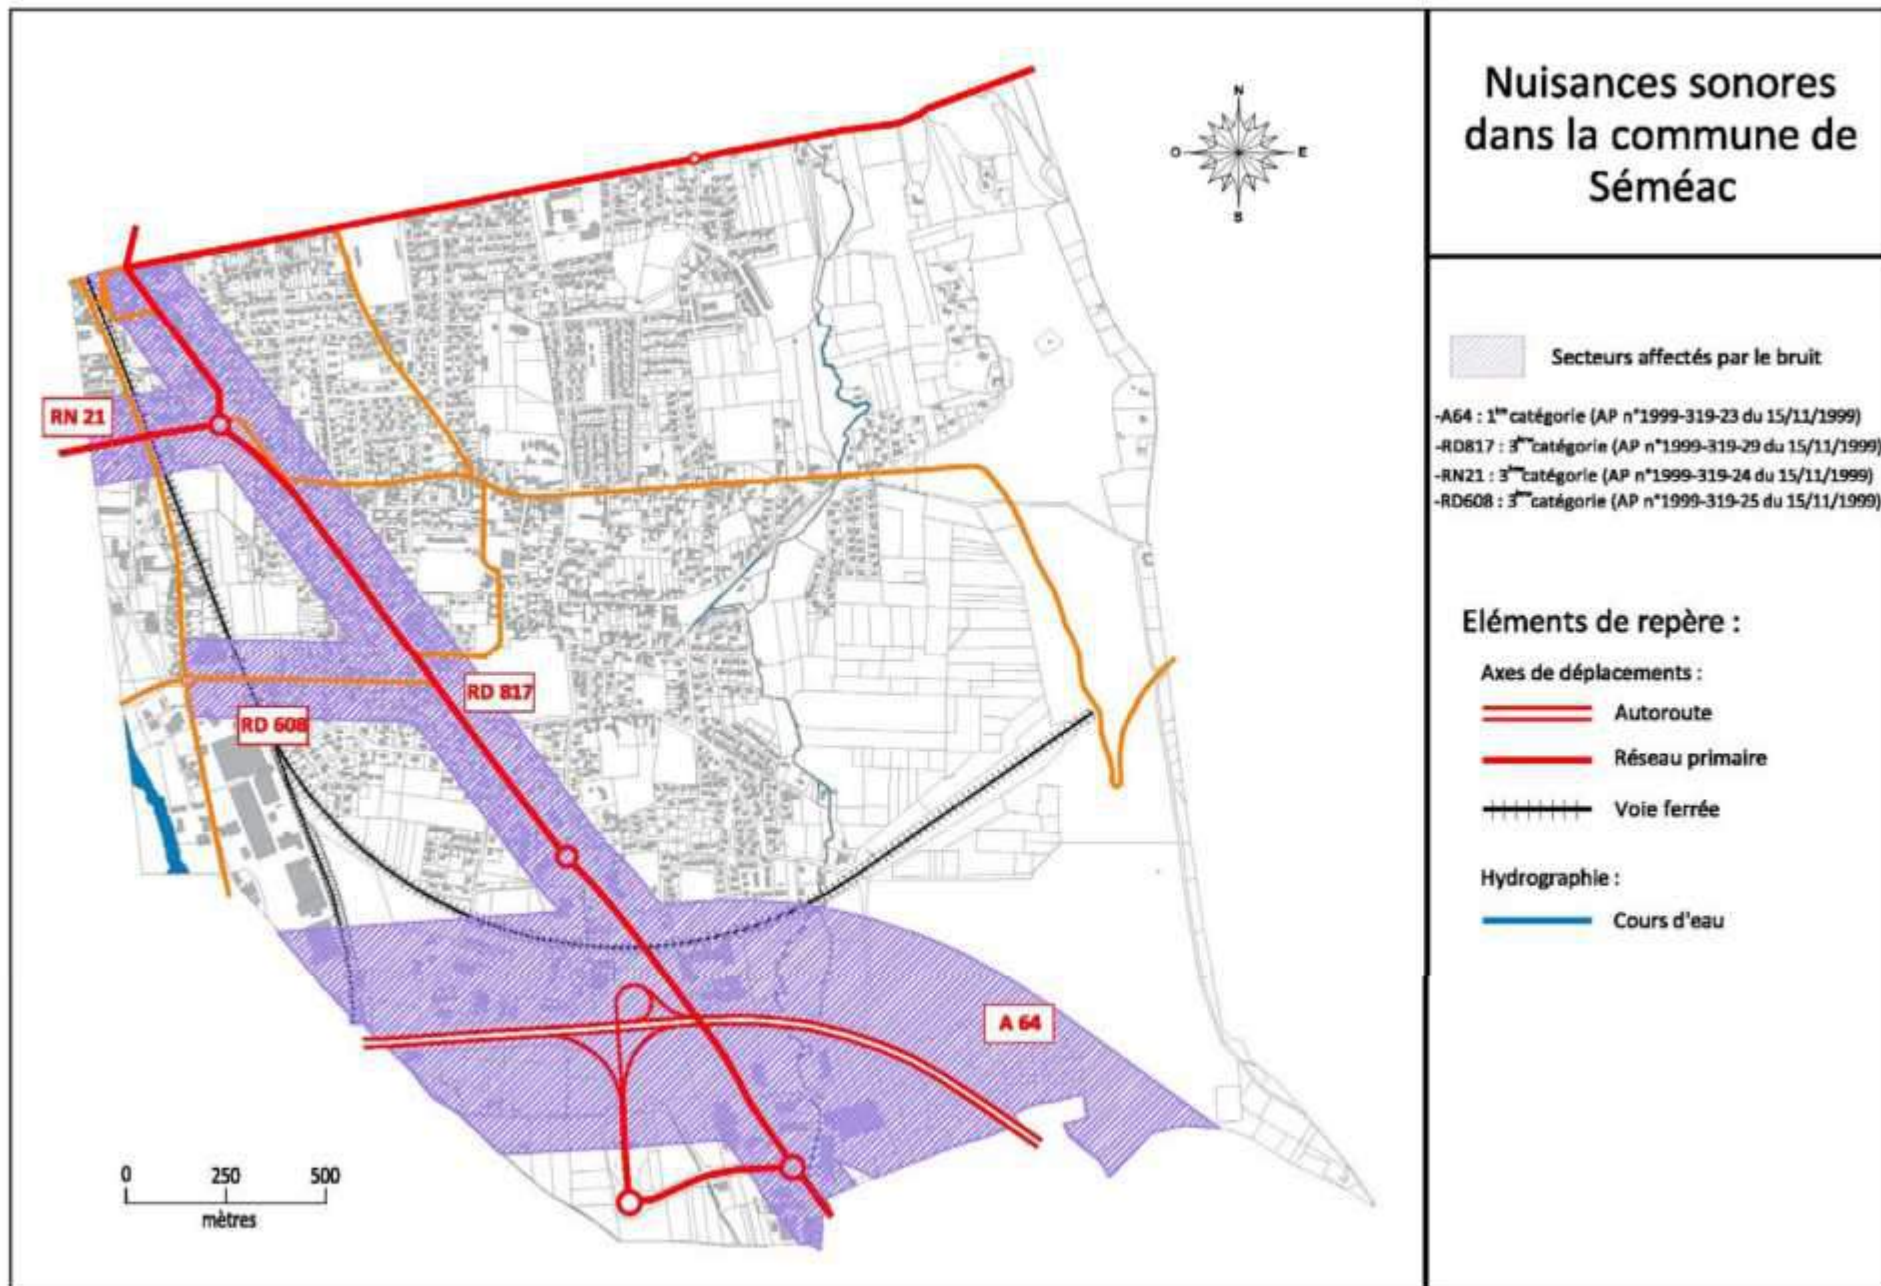 Nuisances sonores
dans la commune de
Séméac
N
O
E
S
RN 21
RD 817
RD 608
A 64
0 250 500
mètres
Secteurs affectés par le bruit
-A64 : 1ère catégorie (AP n°1999-319-23 du 15/11/1999)
-RD817 : 3ème catégorie (AP n°1999-319-29 du 15/11/1999)
-RN21 : 3ème catégorie (AP n°1999-319-24 du 15/11/1999)
-RD608 : 3ème catégorie (AP n°1999-319-25 du 15/11/1999)
Eléments de repère :
Axes de déplacements :
Autoroute
Réseau primaire
Voie ferrée
Hydrographie :
Cours d'eau